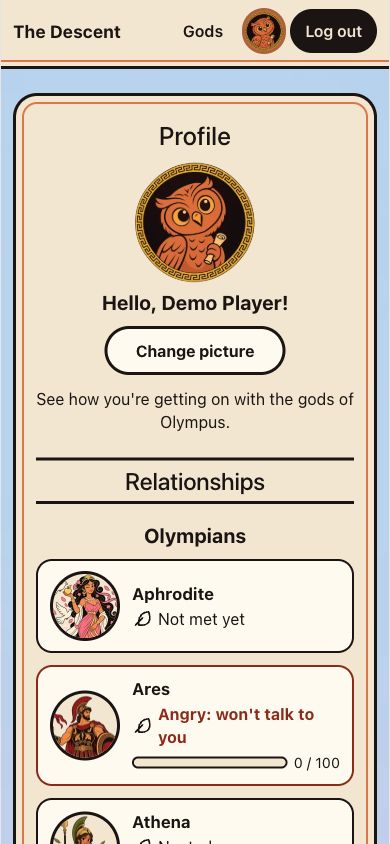 The Descent
Gods
Log out
Profile
Hello, Demo Player!
Change picture
See how you're getting on with the gods of
Olympus.
Relationships
Olympians
Aphrodite
Not met yet
Ares
Angry: won't talk to
you
0 / 100
Athena